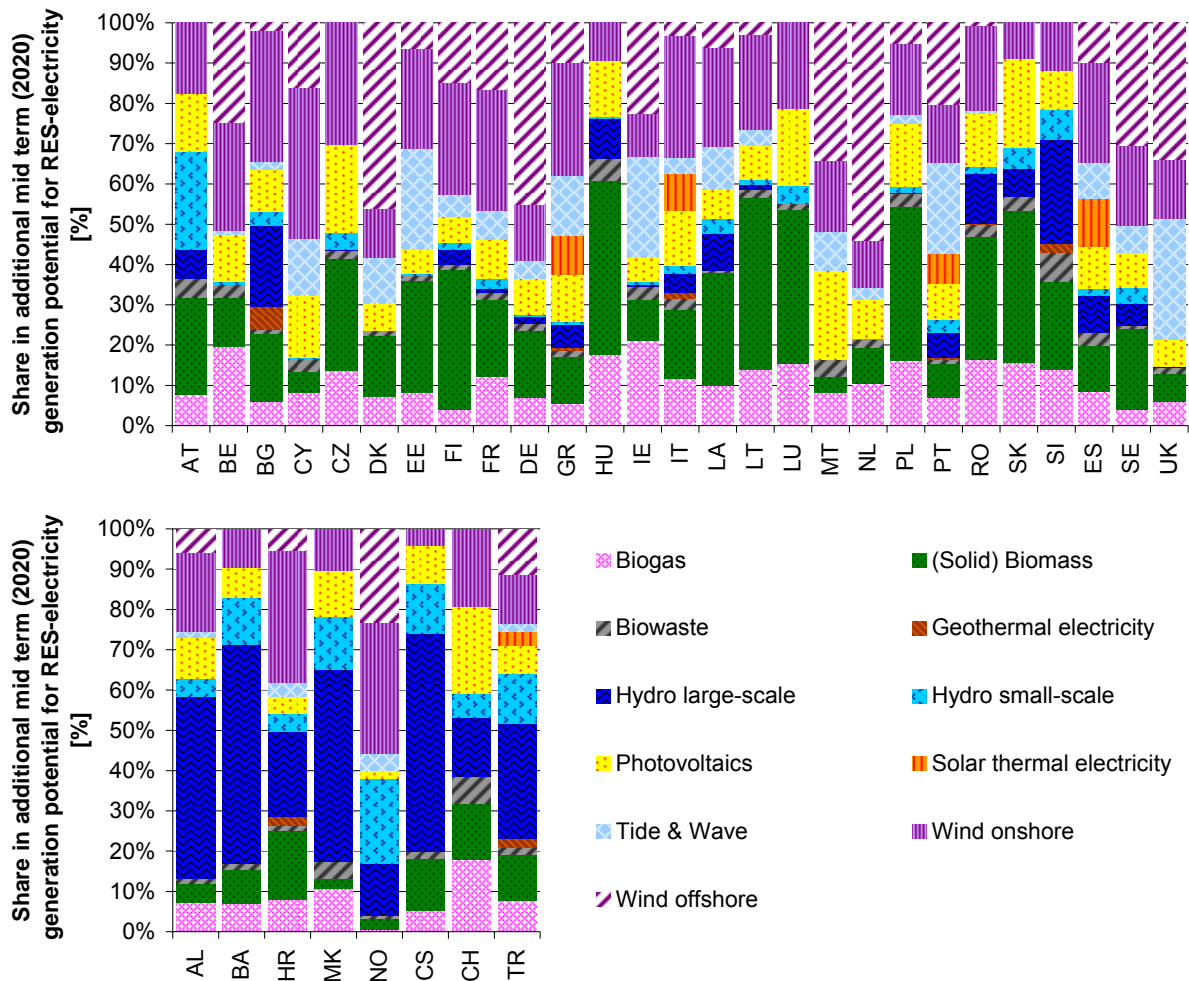 Share in additional mid term (2020)
generation potential for RES-electricity
[%]
100%
90%
80%
70%
60%
50%
40%
30%
20%
10%
0%
AT BE BG CY CZ DK EE FI FR DE GR HU IE IT LA LT LU MT NL PL PT RO SK SI ES SE UK
Share in additional mid term (2020)
generation potential for RES-electricity
[%]
100%
90%
80%
70%
60%
50%
40%
30%
20%
10%
0%
AL BA HR MK NO CS CH TR
Biogas (Solid) Biomass
Biowaste Geothermal electricity
Hydro large-scale Hydro small-scale
Photovoltaics Solar thermal electricity
Tide & Wave Wind onshore
Wind offshore